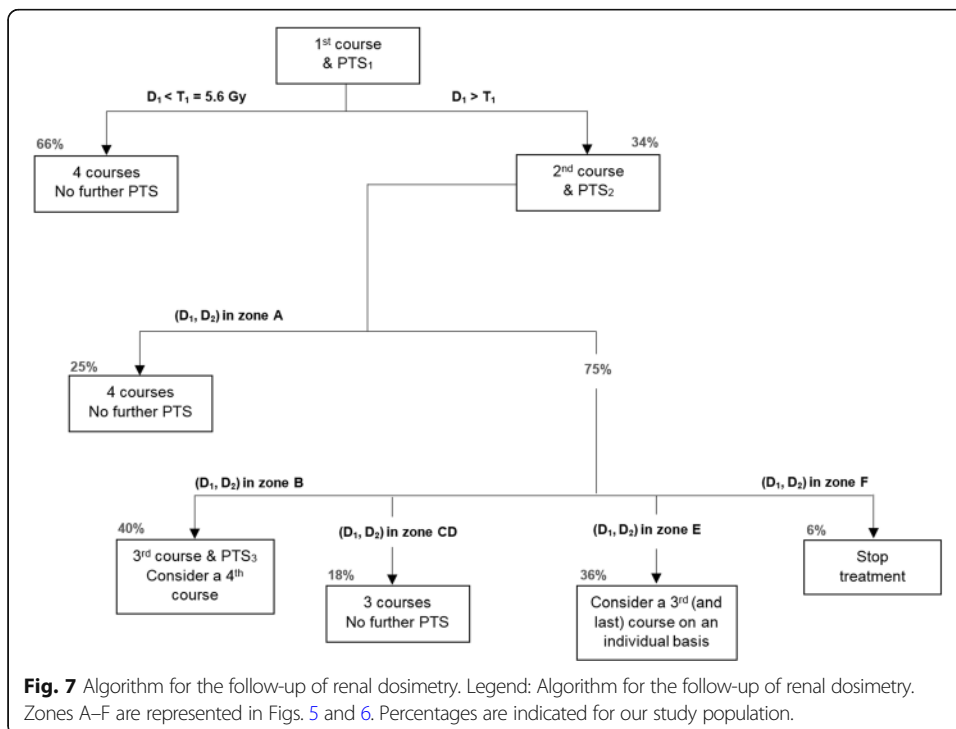 1st course
& PTS₁
D₁ < T₁ = 5.6 Gy
D₁ > T₁
66%
4 courses
No further PTS
34%
2nd course
& PTS₂
(D₁, D₂) in zone A
25%
4 courses
No further PTS
75%
(D₁, D₂) in zone B
40%
3rd course & PTS₃
Consider a 4th
course
(D₁, D₂) in zone CD
18%
3 courses
No further PTS
(D₁, D₂) in zone E
36%
Consider a 3rd (and
last) course on an
individual basis
(D₁, D₂) in zone F
6%
Stop
treatment
Fig. 7 Algorithm for the follow-up of renal dosimetry. Legend: Algorithm for the follow-up of renal dosimetry.
Zones A–F are represented in Figs. 5 and 6. Percentages are indicated for our study population.